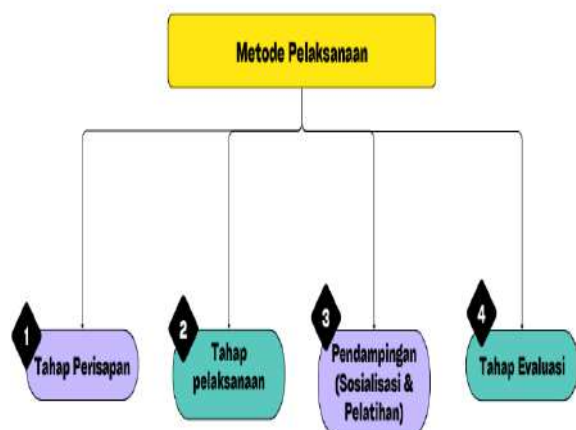 Metode Pelaksanaan
1
Tahap Perisapan
2
Tahap
pelaksanaan
3
Pendampingan
(Sosialisasi &
Pelatihan)
4
Tahap Evaluasi